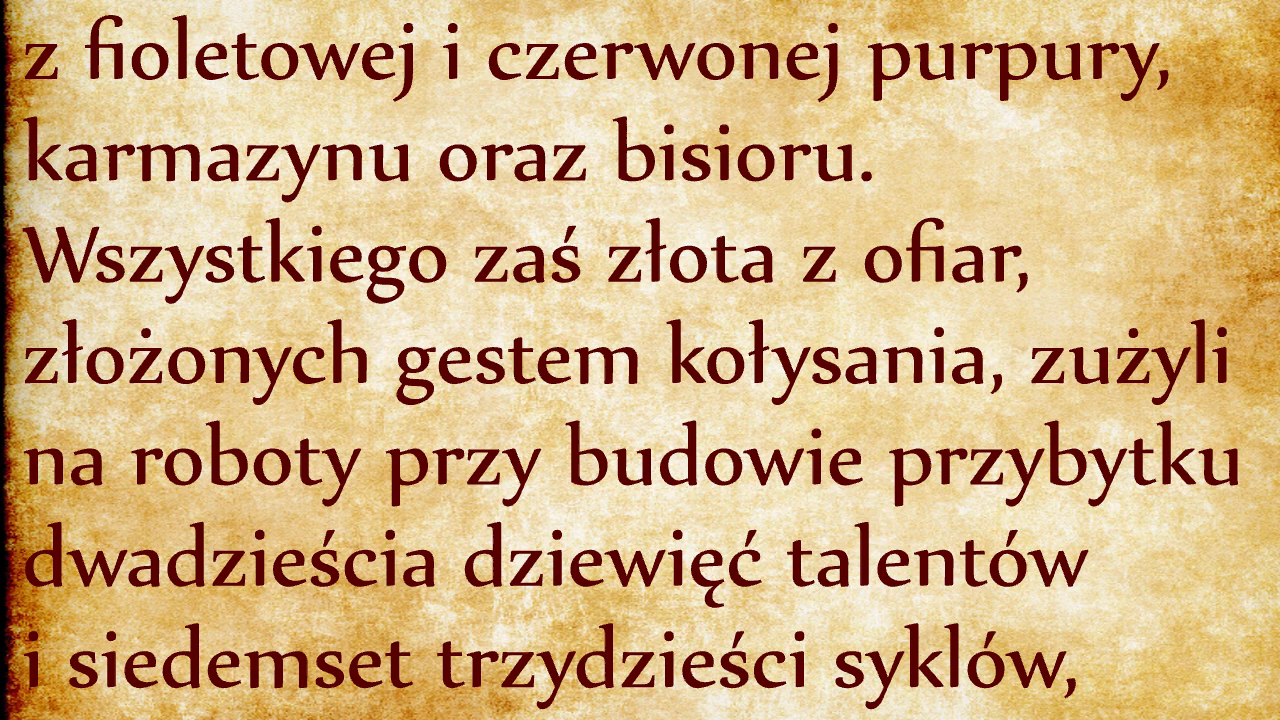 z fioletowej i czerwonej purpury,
karmazynu oraz bisioru.
Wszystkiego zaś złota z ofiar,
złożonych gestem kołysania, zużyli
na roboty przy budowie przybytku
dwadzieścia dziewięć talentów
i siedemset trzydzieści syklów,